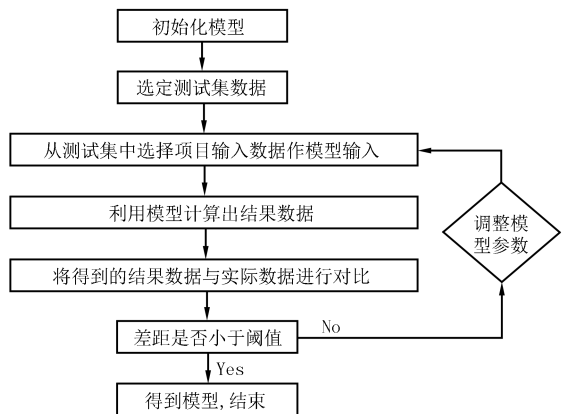 初始化模型
选定测试集数据
从测试集中选择项目输入数据作模型输入
利用模型计算出结果数据
调整模
型参数
将得到的结果数据与实际数据进行对比
差距是否小于阈值
No
Yes
得到模型,结束